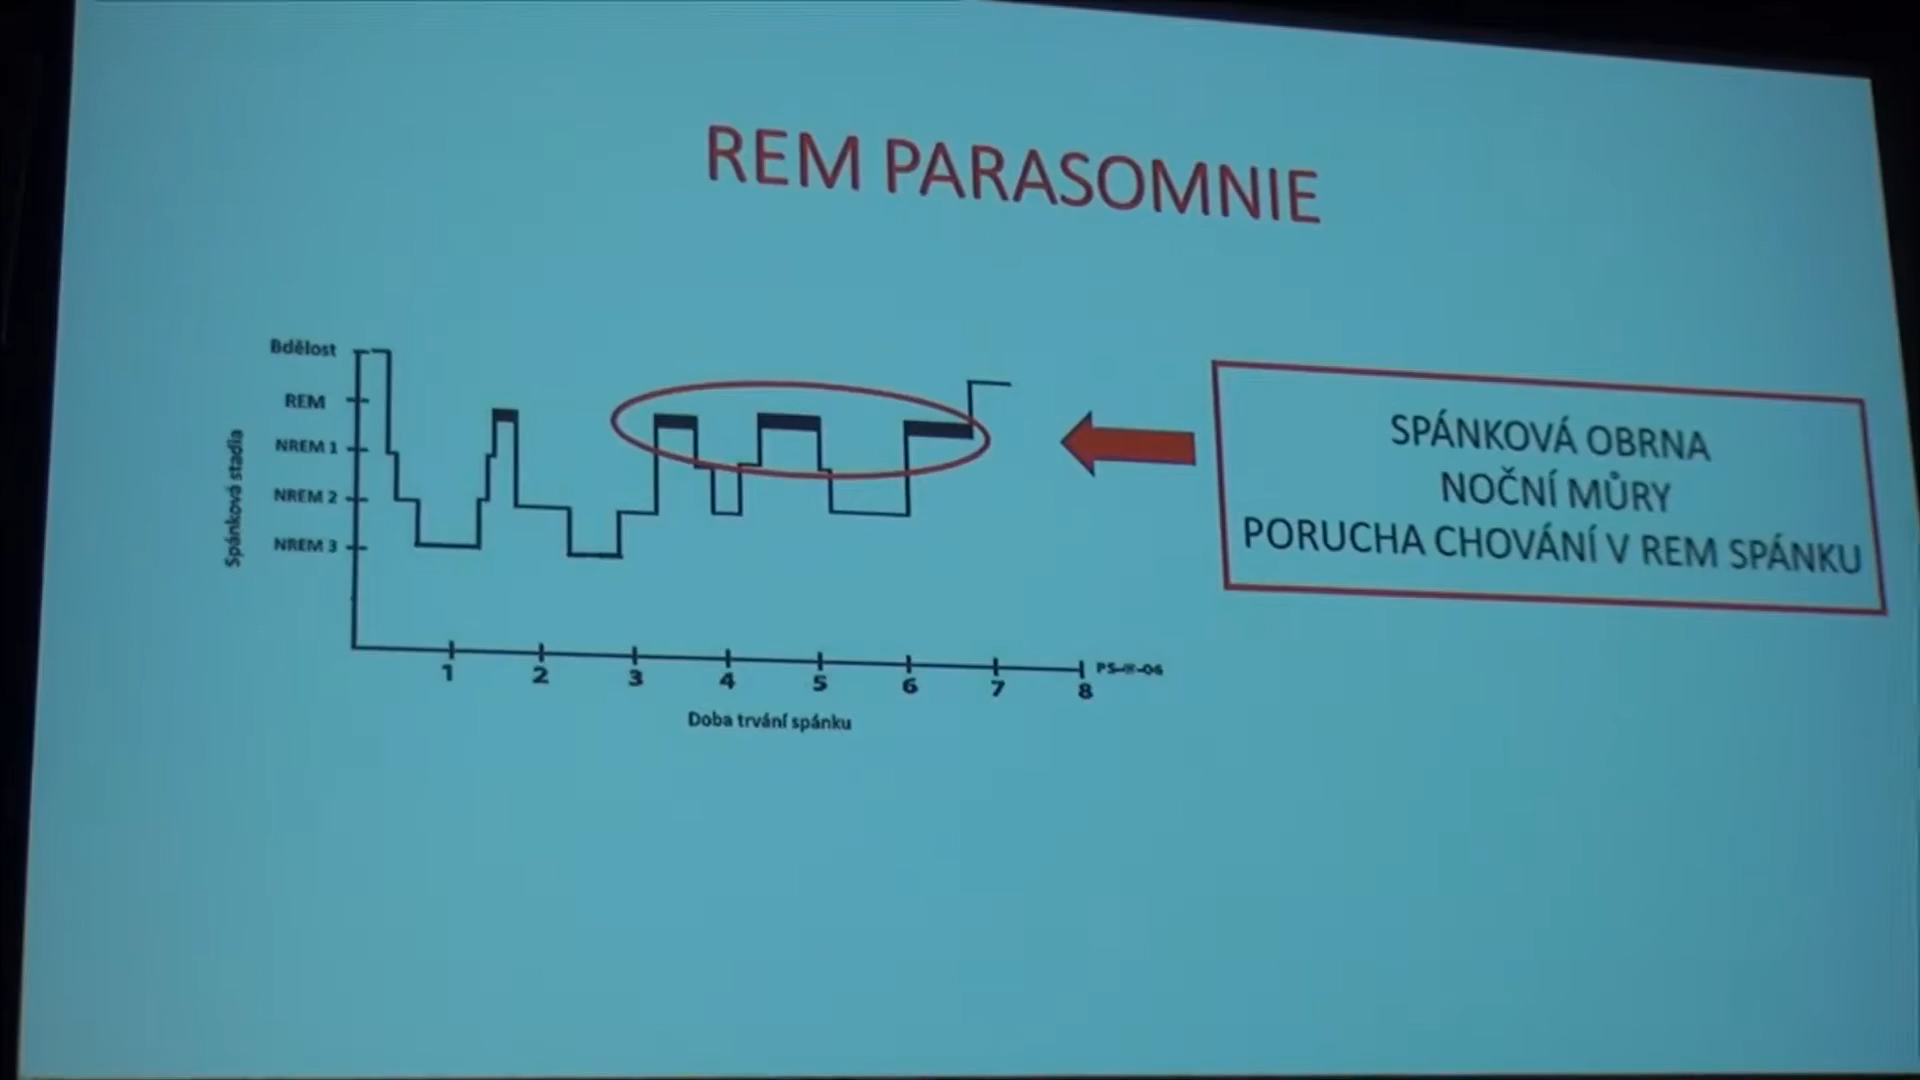 REM PARASOMNIE
Bdělost
REM
NREM 1
NREM 2
NREM 3
Spánková stadia
1 2 3 4 5 6 7 8
Doba trvání spánku
SPÁNKOVÁ OBRNA
NOČNÍ MŮRY
PORUCHA CHOVÁNÍ V REM SPÁNKU